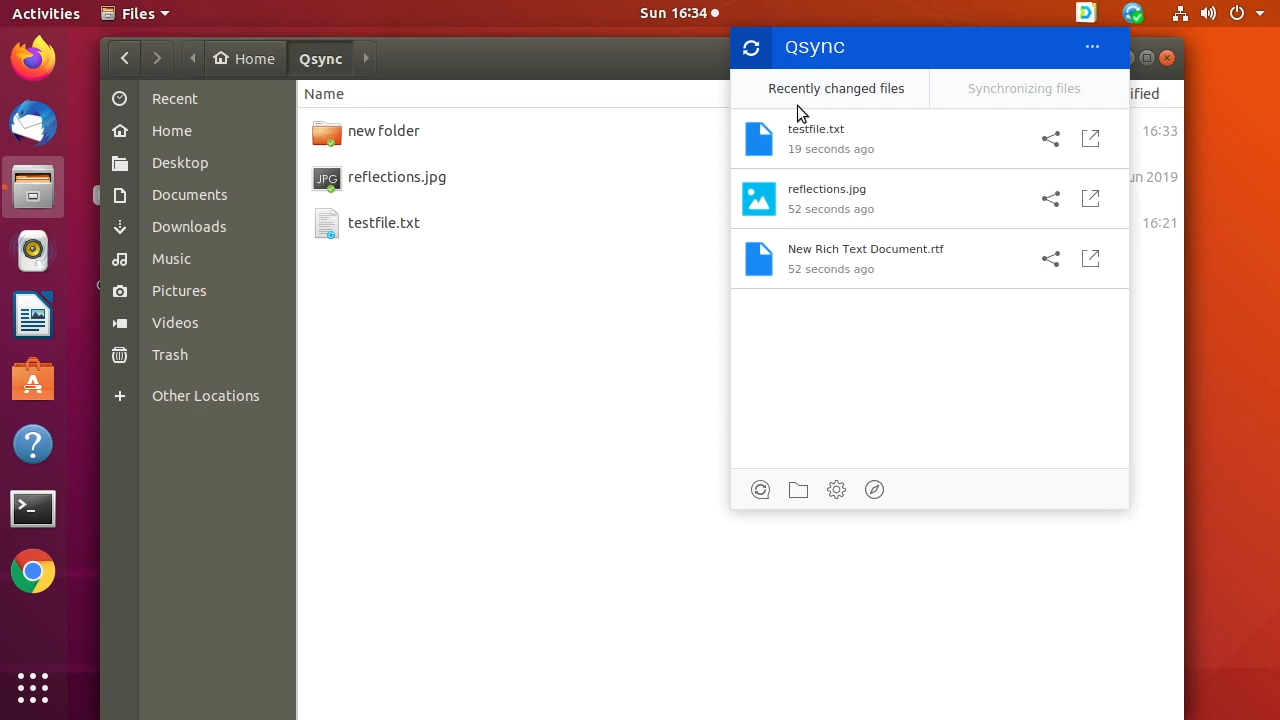 Activities Files Sun 16:34
Home Qsync
Qsync
Recently changed files Synchronizing files
Name
Recent
Home
Desktop
Documents
Downloads
Music
Pictures
Videos
Trash
Other Locations
new folder 16:33
JPG reflections.jpg
testfile.txt 16:21
testfile.txt
19 seconds ago
reflections.jpg
52 seconds ago
New Rich Text Document.rtf
52 seconds ago
2019